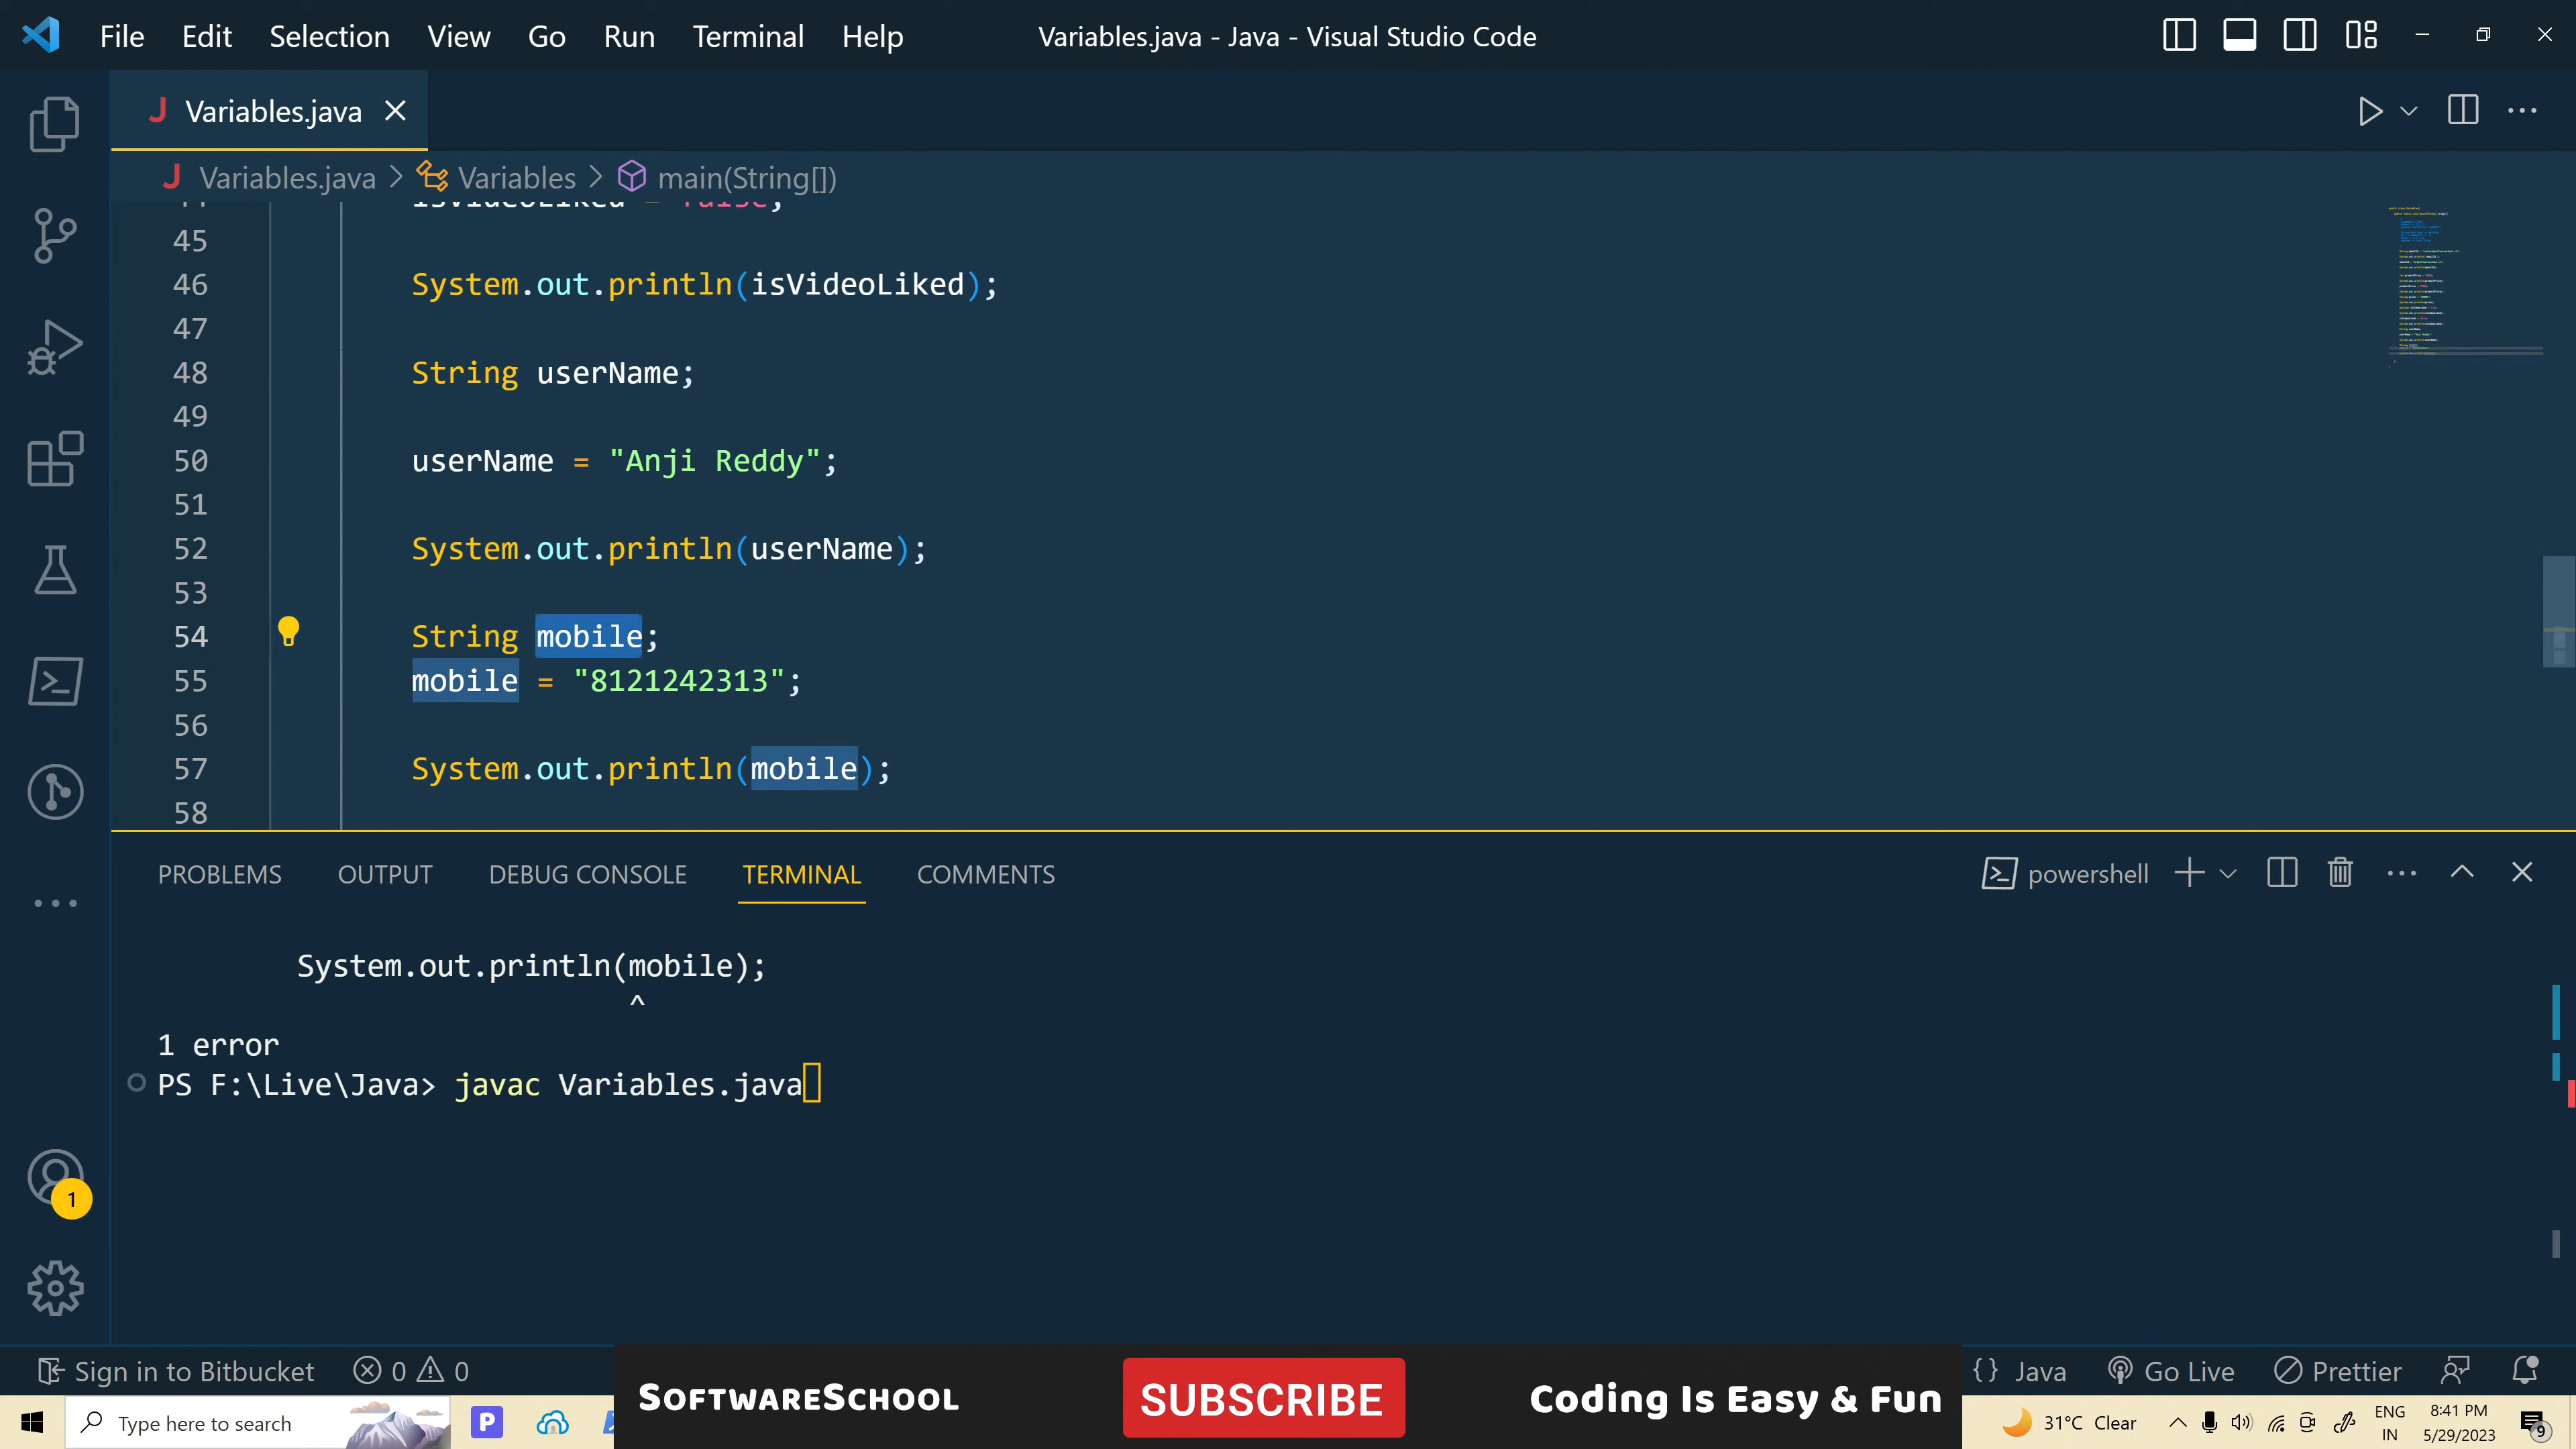 File Edit Selection View Go Run Terminal Help
Variables.java - Java - Visual Studio Code
J Variables.java
J Variables.java > Variables > main(String[])
isVideoLiked = false;
45
46 System.out.println(isVideoLiked);
47
48 String userName;
49
50 userName = "Anji Reddy";
51
52 System.out.println(userName);
53
54 String mobile;
55 mobile = "8121242313";
56
57 System.out.println(mobile);
58
PROBLEMS OUTPUT DEBUG CONSOLE TERMINAL COMMENTS
powershell
System.out.println(mobile);
^
1 error
PS F:\Live\Java> javac Variables.java
1
Sign in to Bitbucket 0 0
{} Java Go Live Prettier
SOFTWARESCHOOL
SUBSCRIBE
Coding Is Easy & Fun
Type here to search
P
31°C Clear
ENG
IN
8:41 PM
5/29/2023
9